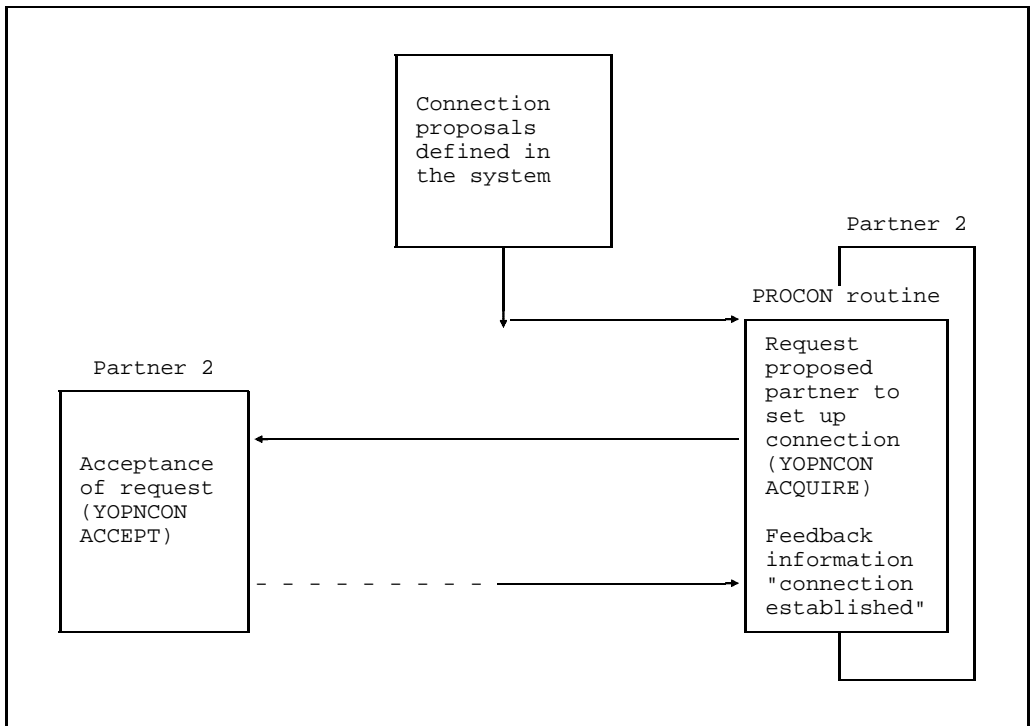 Connection
proposals
defined in
the system
Partner 2
PROCON routine
Request
proposed
partner to
set up
connection
(YOPNCON
ACQUIRE)
Feedback
information
"connection
established"
Partner 2
Acceptance
of request
(YOPNCON
ACCEPT)